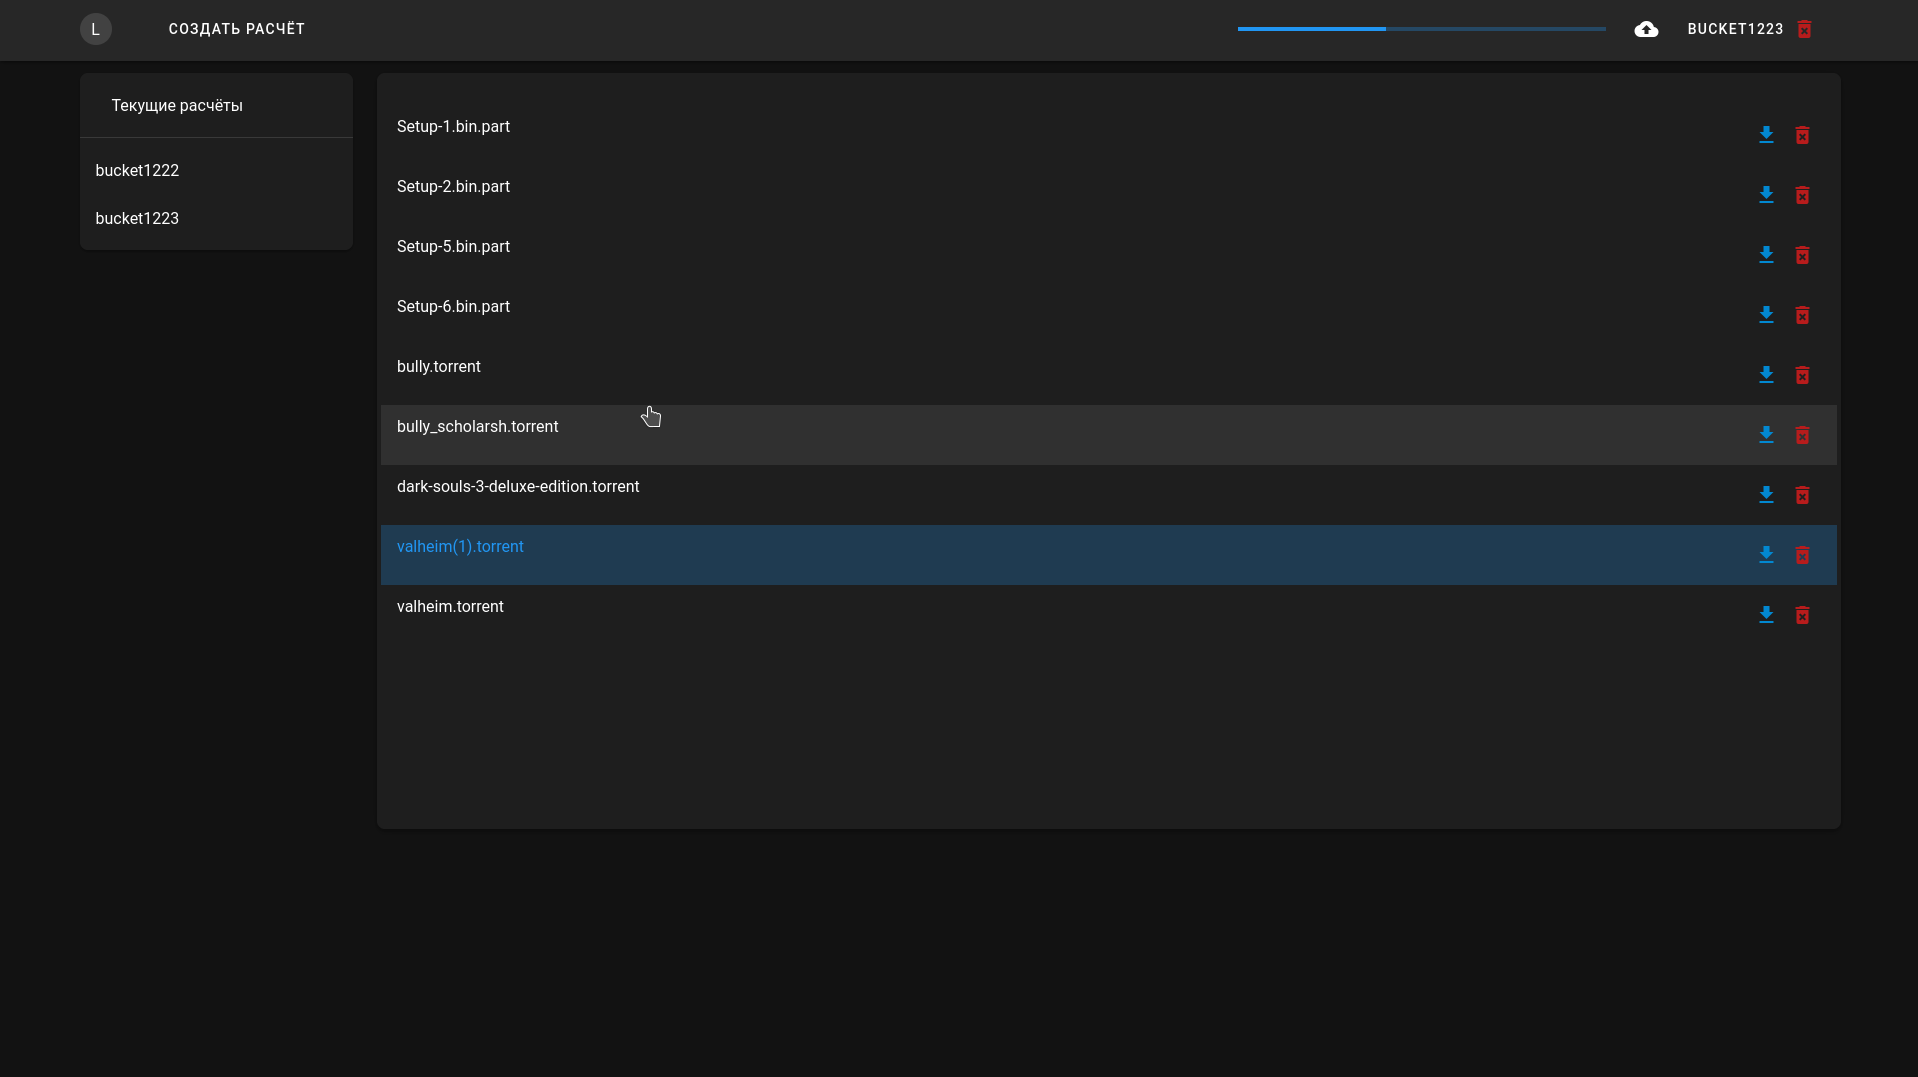 L
СОЗДАТЬ РАСЧЁТ
BUCKET1223
Текущие расчёты
bucket1222
bucket1223
Setup-1.bin.part
Setup-2.bin.part
Setup-5.bin.part
Setup-6.bin.part
bully.torrent
bully_scholarsh.torrent
dark-souls-3-deluxe-edition.torrent
valheim(1).torrent
valheim.torrent